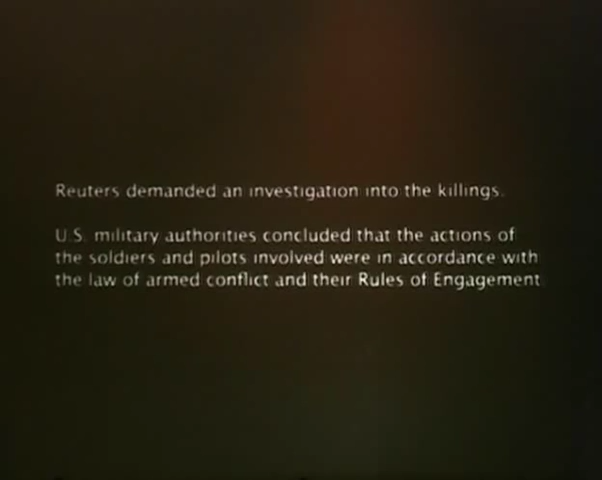 Reuters demanded an investigation into the killings.
U.S. military authorities concluded that the actions of
the soldiers and pilots involved were in accordance with
the law of armed conflict and their Rules of Engagement